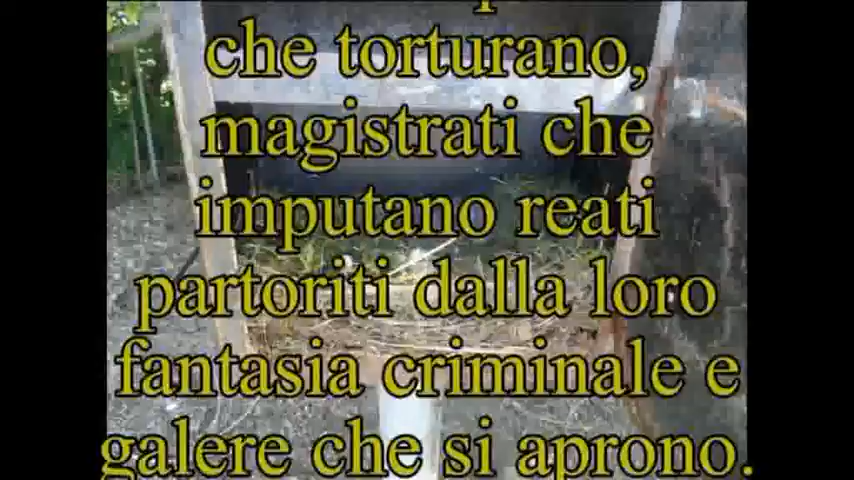 che torturano,
magistrati che
imputano reati
partoriti dalla loro
fantasia criminale e
galere che si aprono.